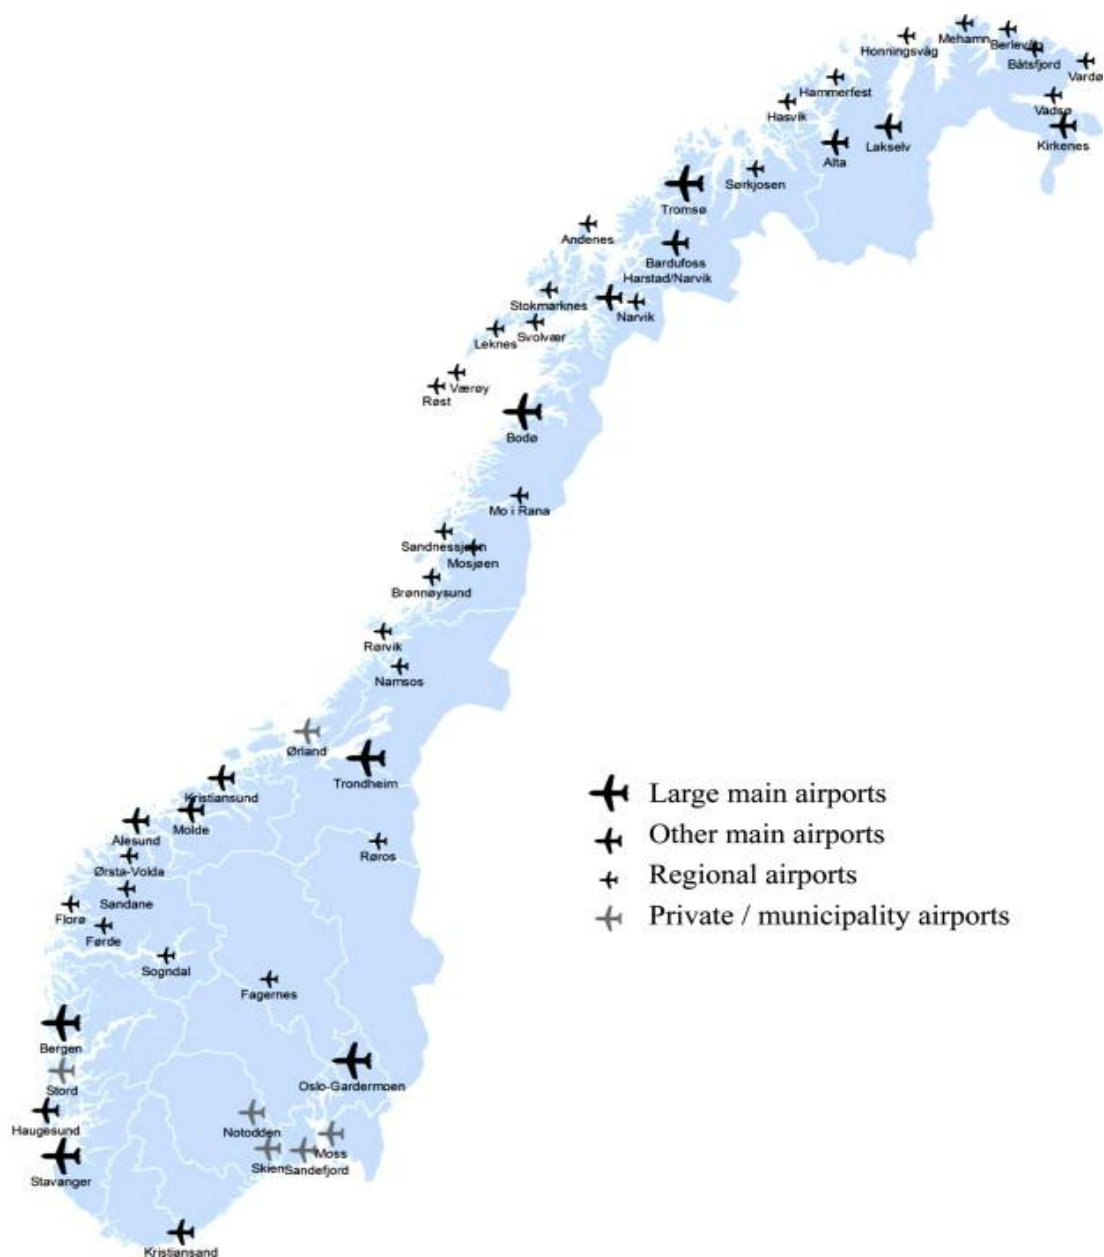 Mehamn
Berlevåg
Honningsvåg
Båtsfjord
Vardø
Hammerfest
Vadsø
Hasvik
Kirkenes
Lakselv
Alta
Sørkjosen
Tromsø
Andenes
Bardufoss
Harstad/Narvik
Stokmarknes
Narvik
Svolvær
Leknes
Værøy
Røst
Bodø
Mo i Rana
Sandnessjøen
Mosjøen
Brønnøysund
Rørvik
Namsos
Ørland
Trondheim
Kristiansund
Molde
Ålesund
Røros
Ørsta-Volda
Sandane
Florø
Førde
Sogndal
Fagernes
Bergen
Oslo-Gardermoen
Stord
Haugesund
Notodden
Moss
Skien
Sandefjord
Stavanger
Kristiansand
Large main airports
Other main airports
Regional airports
Private / municipality airports